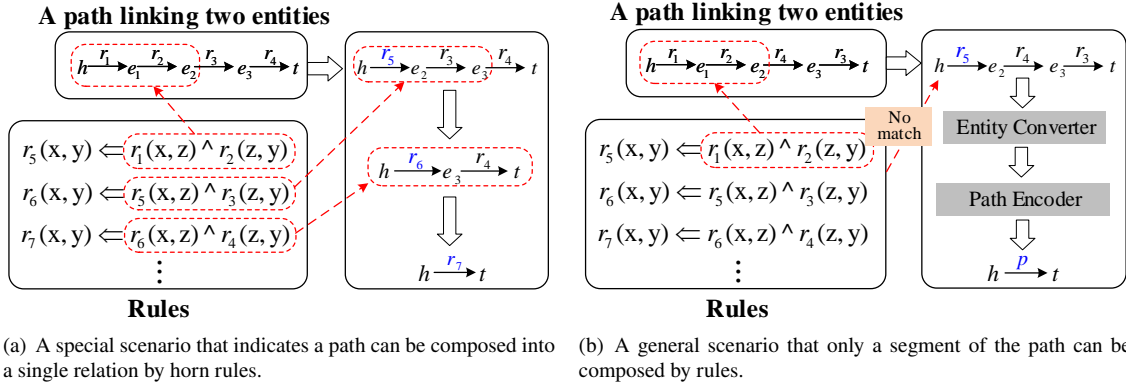 A path linking two entities
h r₁ e₁ r₂ e₂ r₃ e₃ r₄ t
h r₅ e₂ r₃ e₃ r₄ t
r₅(x, y) ⇐ r₁(x, z) ^ r₂(z, y)
r₆(x, y) ⇐ r₅(x, z) ^ r₃(z, y)
r₇(x, y) ⇐ r₆(x, z) ^ r₄(z, y)
⋮
Rules
h r₆ e₃ r₄ t
h r₇ t
(a) A special scenario that indicates a path can be composed into
a single relation by horn rules.
A path linking two entities
h r₁ e₁ r₂ e₂ r₄ e₃ r₃ t
h r₅ e₂ r₄ e₃ r₃ t
No
match
r₅(x, y) ⇐ r₁(x, z) ^ r₂(z, y)
r₆(x, y) ⇐ r₅(x, z) ^ r₃(z, y)
r₇(x, y) ⇐ r₆(x, z) ^ r₄(z, y)
⋮
Rules
Entity Converter
Path Encoder
h p t
(b) A general scenario that only a segment of the path can be
composed by rules.